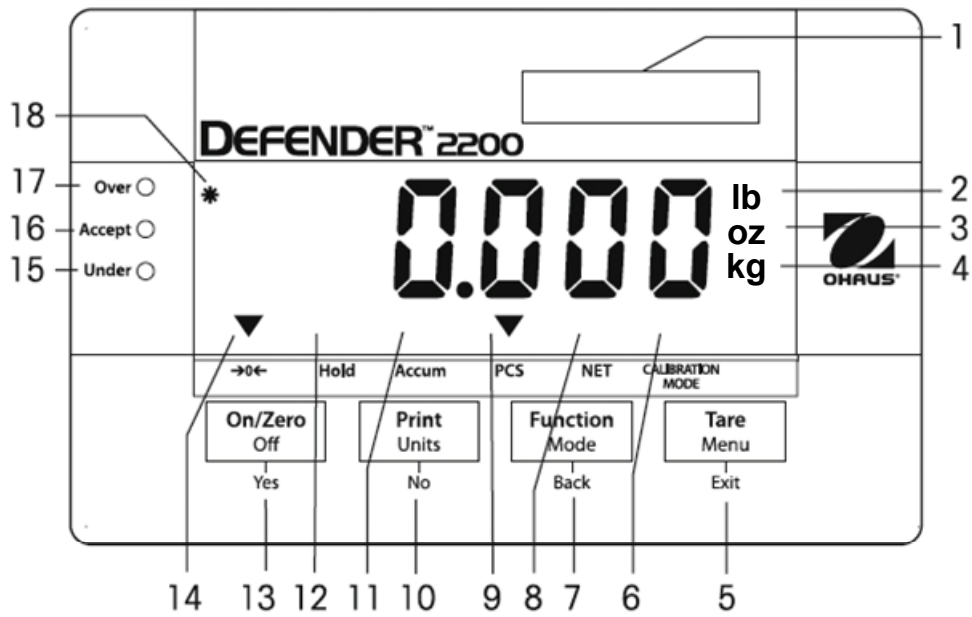 1
18
DEFENDER™ 2200
17 Over lb 2
16 Accept 0.000 oz 3
15 Under kg 4
OHAUS®
→0← Hold Accum PCS NET CALIBRATION MODE
On/Zero Print Function Tare
Off Units Mode Menu
Yes No Back Exit
14 13 12 11 10 9 8 7 6 5